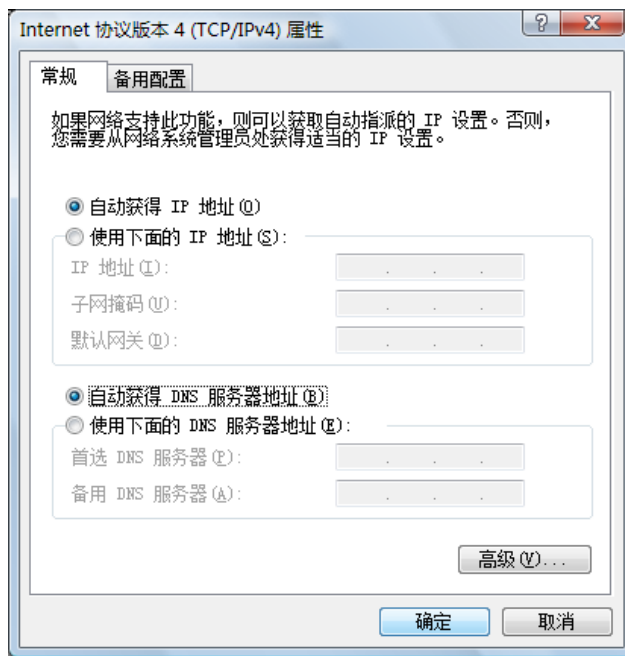 Internet 协议版本 4 (TCP/IPv4) 属性
常规 备用配置
如果网络支持此功能，则可以获取自动指派的 IP 设置。否则，
您需要从网络系统管理员处获得适当的 IP 设置。
自动获得 IP 地址(O)
使用下面的 IP 地址(S):
IP 地址(I):
子网掩码(U):
默认网关(D):
自动获得 DNS 服务器地址(B)
使用下面的 DNS 服务器地址(E):
首选 DNS 服务器(P):
备用 DNS 服务器(A):
高级(V)...
确定 取消